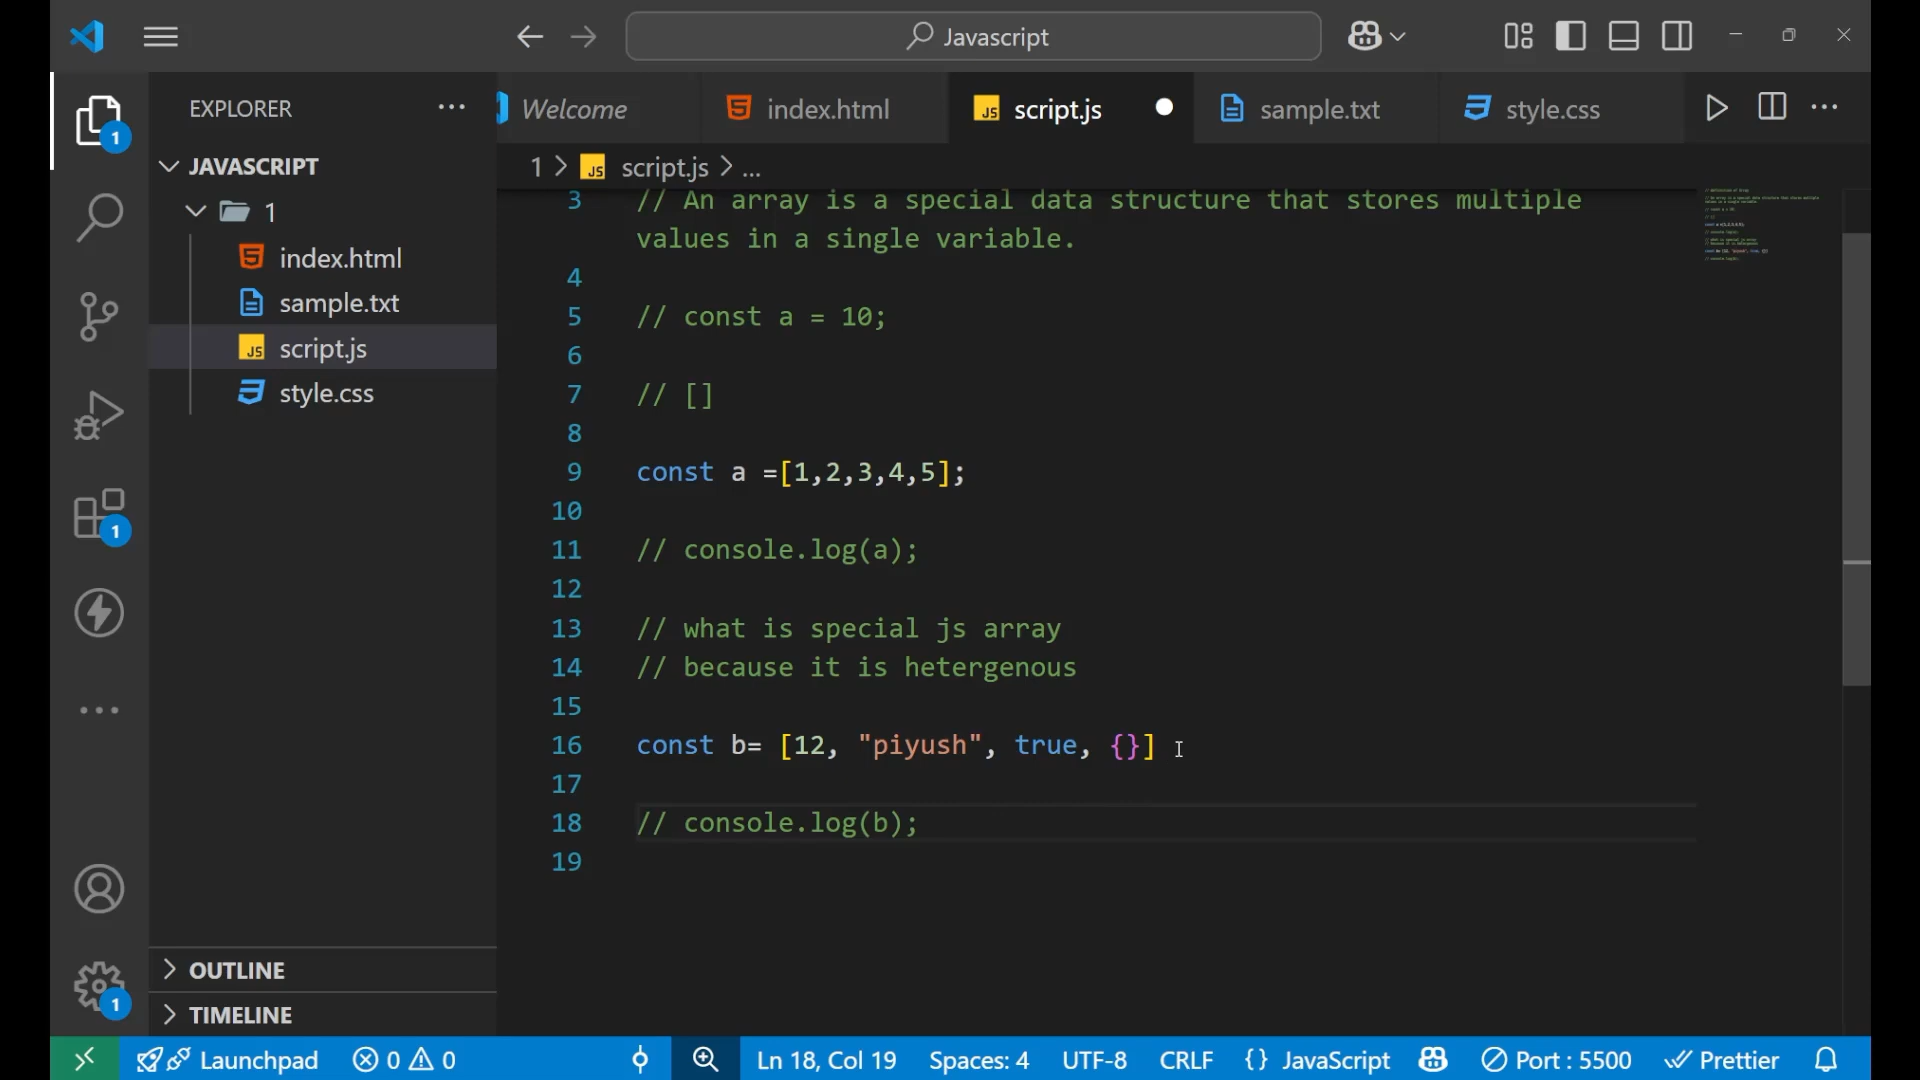 Javascript
EXPLORER
Welcome
index.html
script.js
sample.txt
style.css
1
JAVASCRIPT
1 > script.js > ...
1
index.html
sample.txt
script.js
style.css
3 // An array is a special data structure that stores multiple
values in a single variable.
4
5 // const a = 10;
6
7 // []
8
9 const a =[1,2,3,4,5];
10
11 // console.log(a);
12
13 // what is special js array
14 // because it is hetergenous
15
16 const b= [12, "piyush", true, {}]
17
18 // console.log(b);
19
1
OUTLINE
TIMELINE
1
Launchpad 0 0 Ln 18, Col 19 Spaces: 4 UTF-8 CRLF {} JavaScript Port : 5500 Prettier